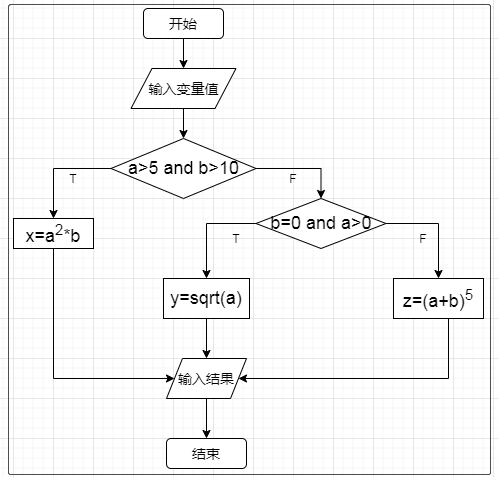 开始
输入变量值
a>5 and b>10
T
F
x=a²*b
b=0 and a>0
T
F
y=sqrt(a)
z=(a+b)⁵
输入结果
结束